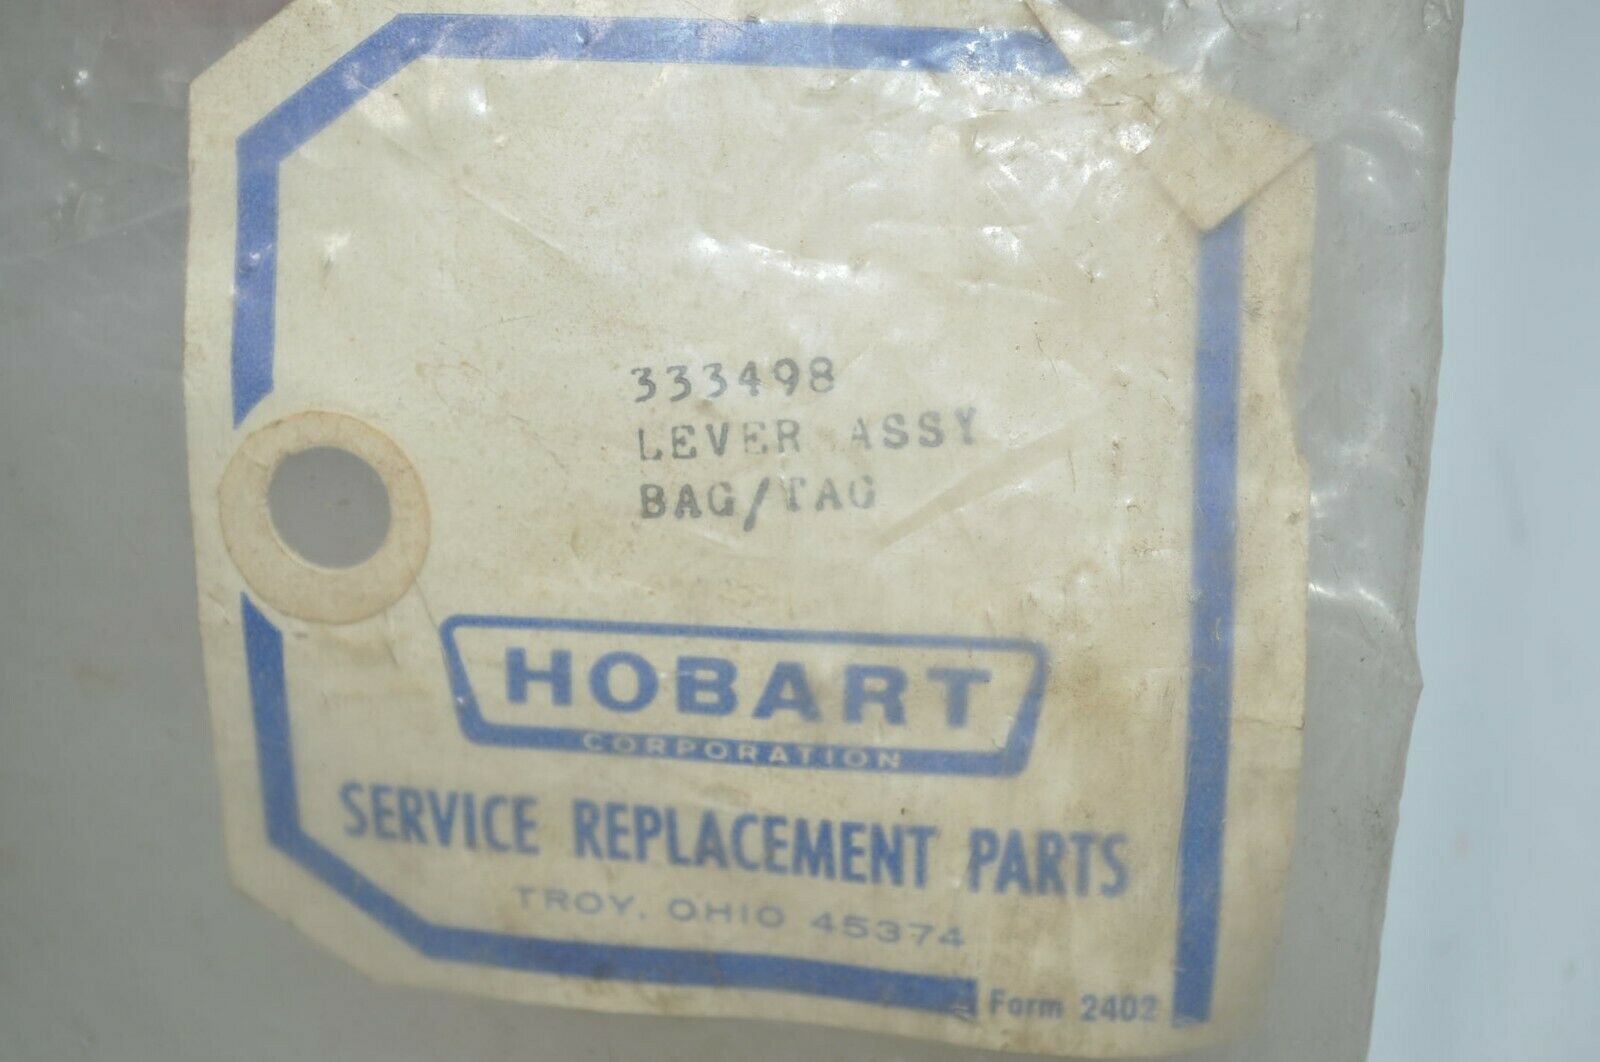 333498
LEVER ASSY
BAG/TAG
HOBART
CORPORATION
SERVICE REPLACEMENT PARTS
TROY, OHIO 45374
Form 2402